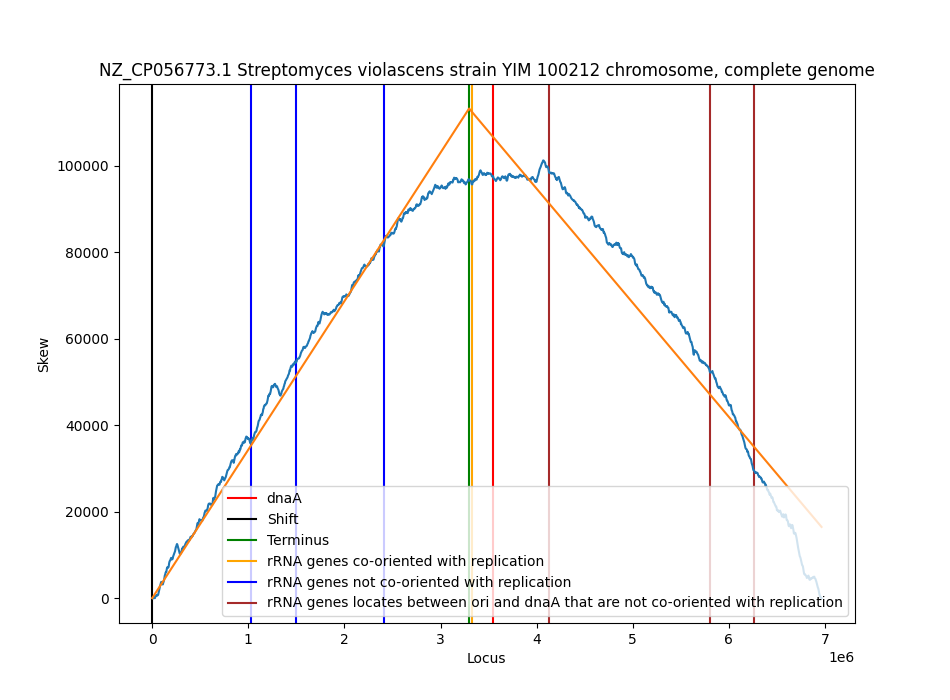 NZ_CP056773.1 Streptomyces violascens strain YIM 100212 chromosome, complete genome
Skew
100000
80000
60000
40000
20000
0
dnaA
Shift
Terminus
rRNA genes co-oriented with replication
rRNA genes not co-oriented with replication
rRNA genes locates between ori and dnaA that are not co-oriented with replication
0 1 2 3 4 5 6 7
Locus
1e6